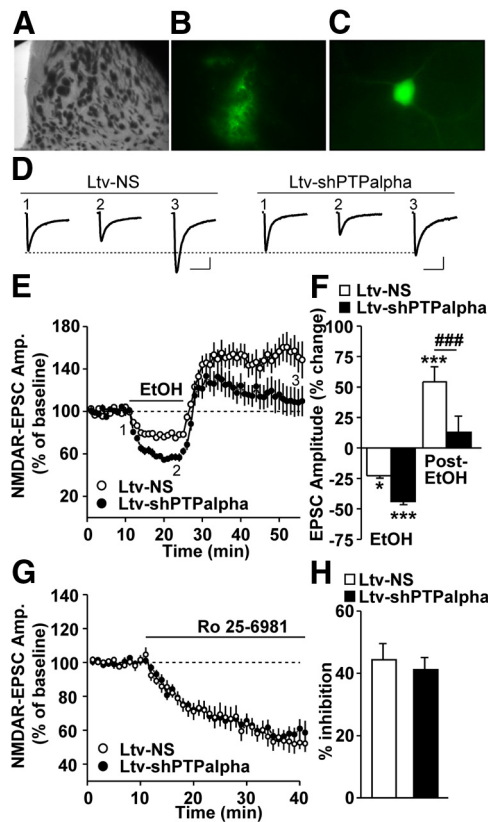 A
B
C
D
Ltv-NS
Ltv-shPTPalpha
1
2
3
1
2
3
E
NMDAR-EPSC Amp.
(% of baseline)
180
140
100
60
20
EtOH
1
2
3
Ltv-NS
Ltv-shPTPalpha
0
10
20
30
40
50
Time (min)
F
Ltv-NS
Ltv-shPTPalpha
EPSC Amplitude (% change)
100
75
50
25
0
-25
-50
-75
###
***
*
***
Post-
EtOH
EtOH
G
NMDAR-EPSC Amp.
(% of baseline)
140
120
100
80
60
40
Ro 25-6981
Ltv-NS
Ltv-shPTPalpha
0
10
20
30
40
Time (min)
H
Ltv-NS
Ltv-shPTPalpha
% inhibition
60
40
20
0